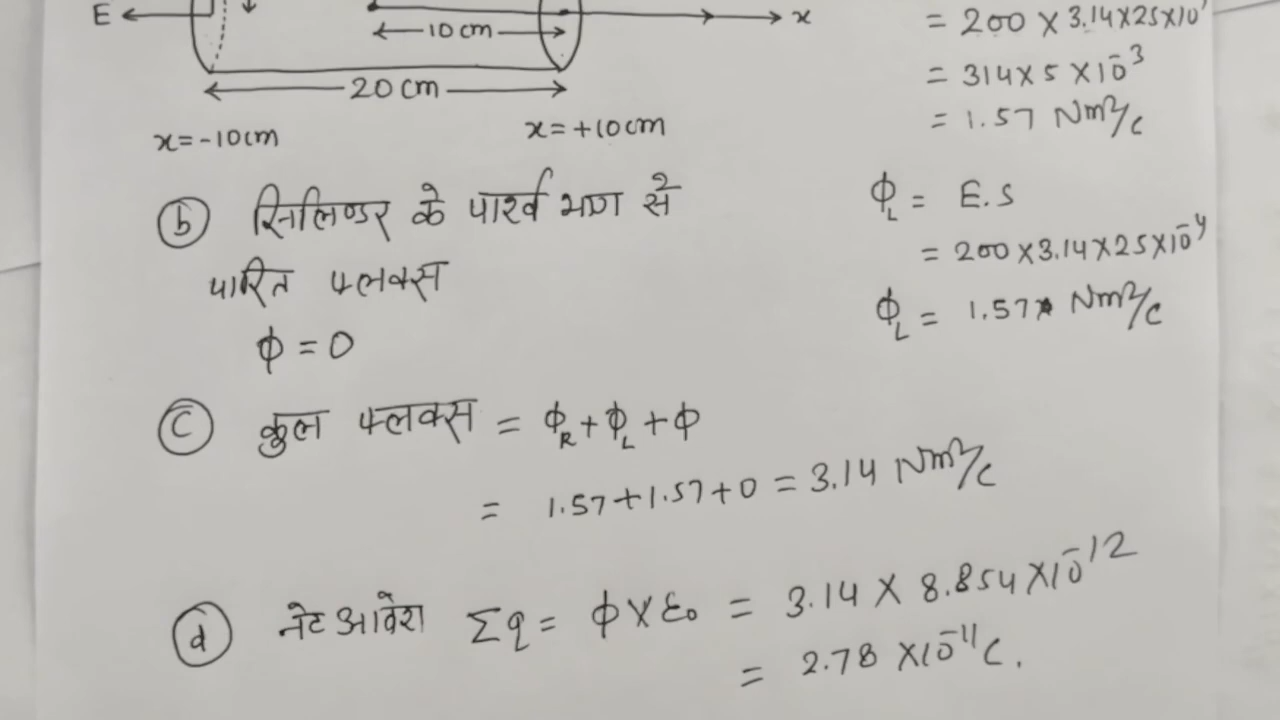 E
x
10 cm
20 cm
x = -10cm
x = +10cm
ⓑ सिलिण्डर के पार्श्व भाग से
पारित फ्लक्स
ϕ = 0
ⓒ कुल फ्लक्स = ϕR + ϕL + ϕ
= 1.57 + 1.57 + 0 = 3.14 Nm²/C
ⓓ नेट आवेश Σq = ϕ × ε₀ = 3.14 × 8.854 × 10⁻¹²
= 2.78 × 10⁻¹¹ C.
= 200 × 3.14 × 25 × 10
= 314 × 5 × 10⁻³
= 1.57 Nm²/C
ϕL = E.S
= 200 × 3.14 × 25 × 10⁻⁴
ϕL = 1.57 Nm²/C